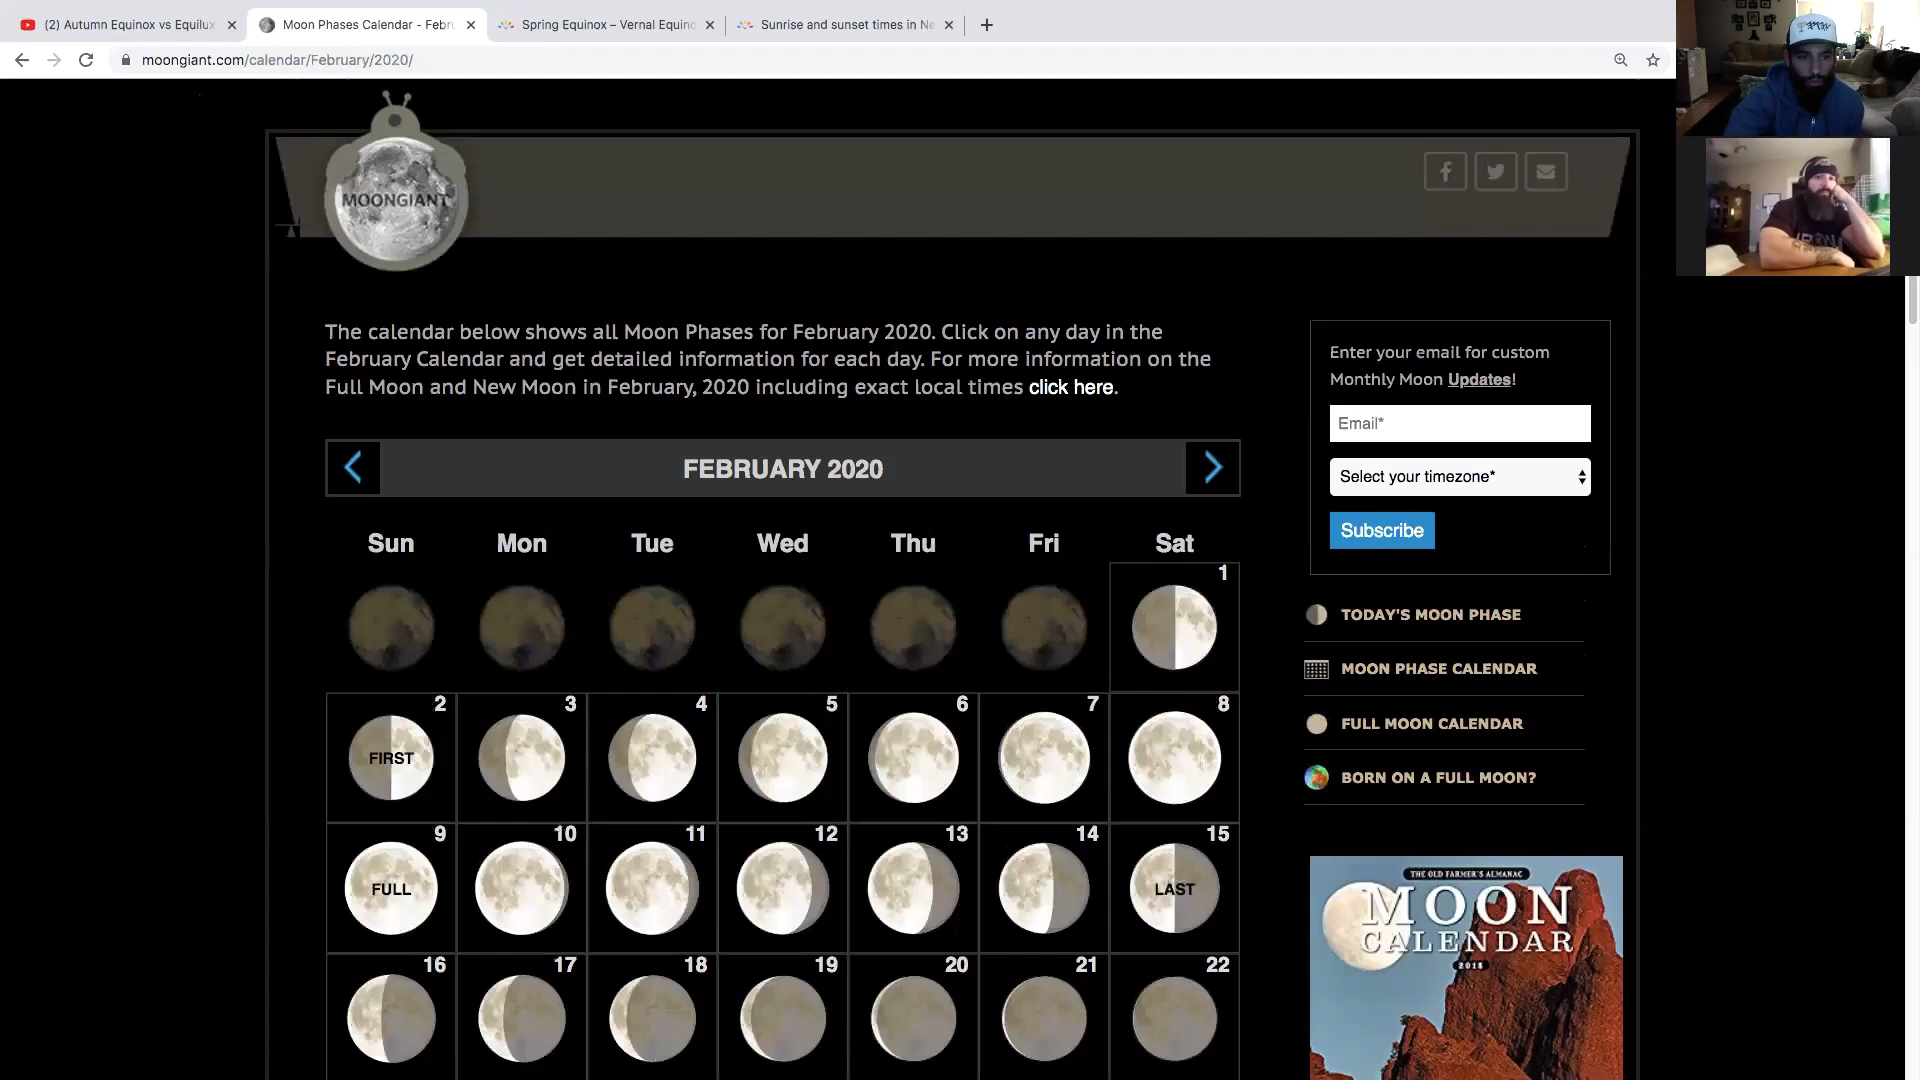 (2) Autumn Equinox vs Equilux
Moon Phases Calendar - Febru
Spring Equinox – Vernal Equino
Sunrise and sunset times in Ne
moongiant.com/calendar/February/2020/
MOONGIANT
The calendar below shows all Moon Phases for February 2020. Click on any day in the
February Calendar and get detailed information for each day. For more information on the
Full Moon and New Moon in February, 2020 including exact local times click here.
FEBRUARY 2020
Sun Mon Tue Wed Thu Fri Sat
1
2 3 4 5 6 7 8
FIRST
9 10 11 12 13 14 15
FULL LAST
16 17 18 19 20 21 22
Enter your email for custom
Monthly Moon Updates!
Email*
Select your timezone*
Subscribe
TODAY'S MOON PHASE
MOON PHASE CALENDAR
FULL MOON CALENDAR
BORN ON A FULL MOON?
THE OLD FARMER'S ALMANAC
MOON
CALENDAR
2018